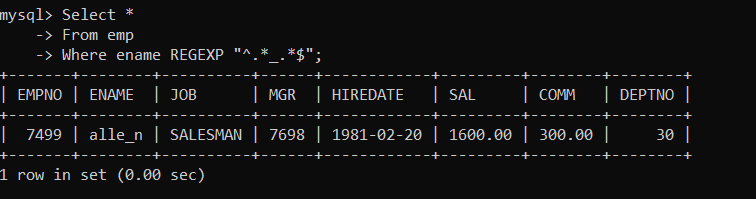 mysql> Select *
    -> From emp
    -> Where ename REGEXP "^.*_.*$";
+-------+--------+----------+------+------------+---------+--------+--------+
| EMPNO | ENAME  | JOB      | MGR  | HIREDATE   | SAL     | COMM   | DEPTNO |
+-------+--------+----------+------+------------+---------+--------+--------+
|  7499 | alle_n | SALESMAN | 7698 | 1981-02-20 | 1600.00 | 300.00 |     30 |
+-------+--------+----------+------+------------+---------+--------+--------+
1 row in set (0.00 sec)